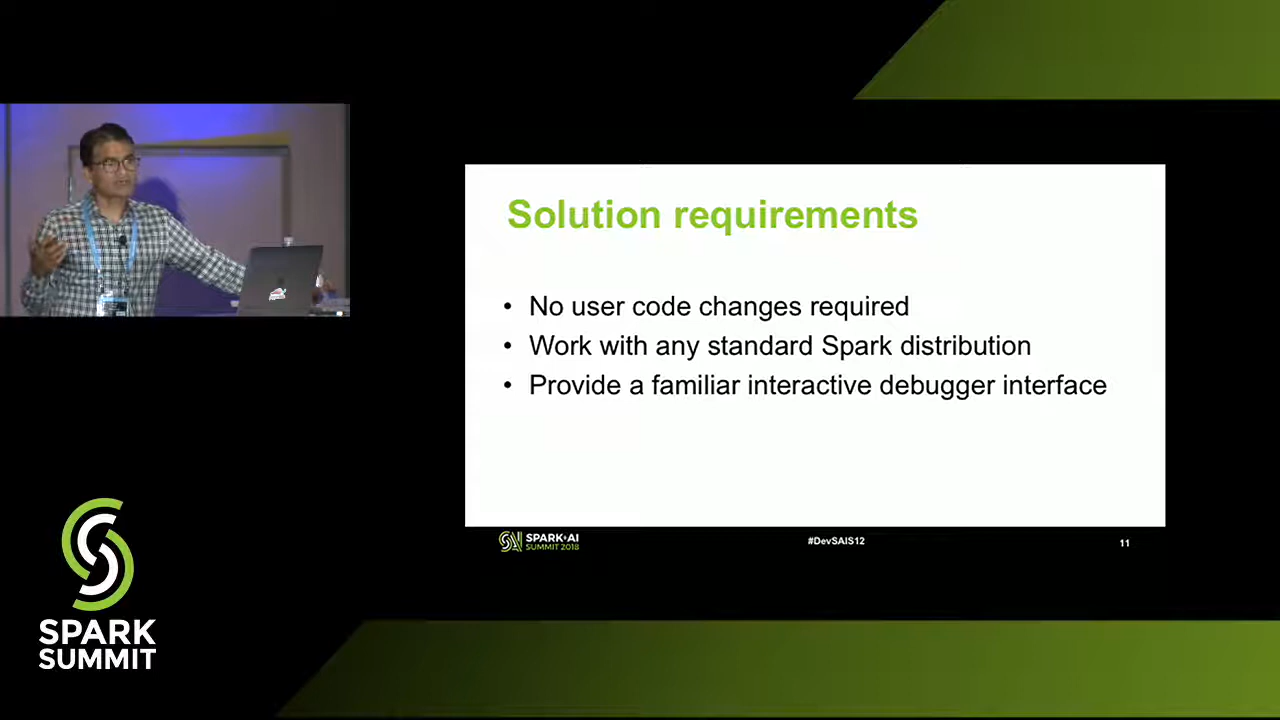 Solution requirements
• No user code changes required
• Work with any standard Spark distribution
• Provide a familiar interactive debugger interface
SPARK+AI
SUMMIT 2018
#DevSAIS12
11
SPARK
SUMMIT